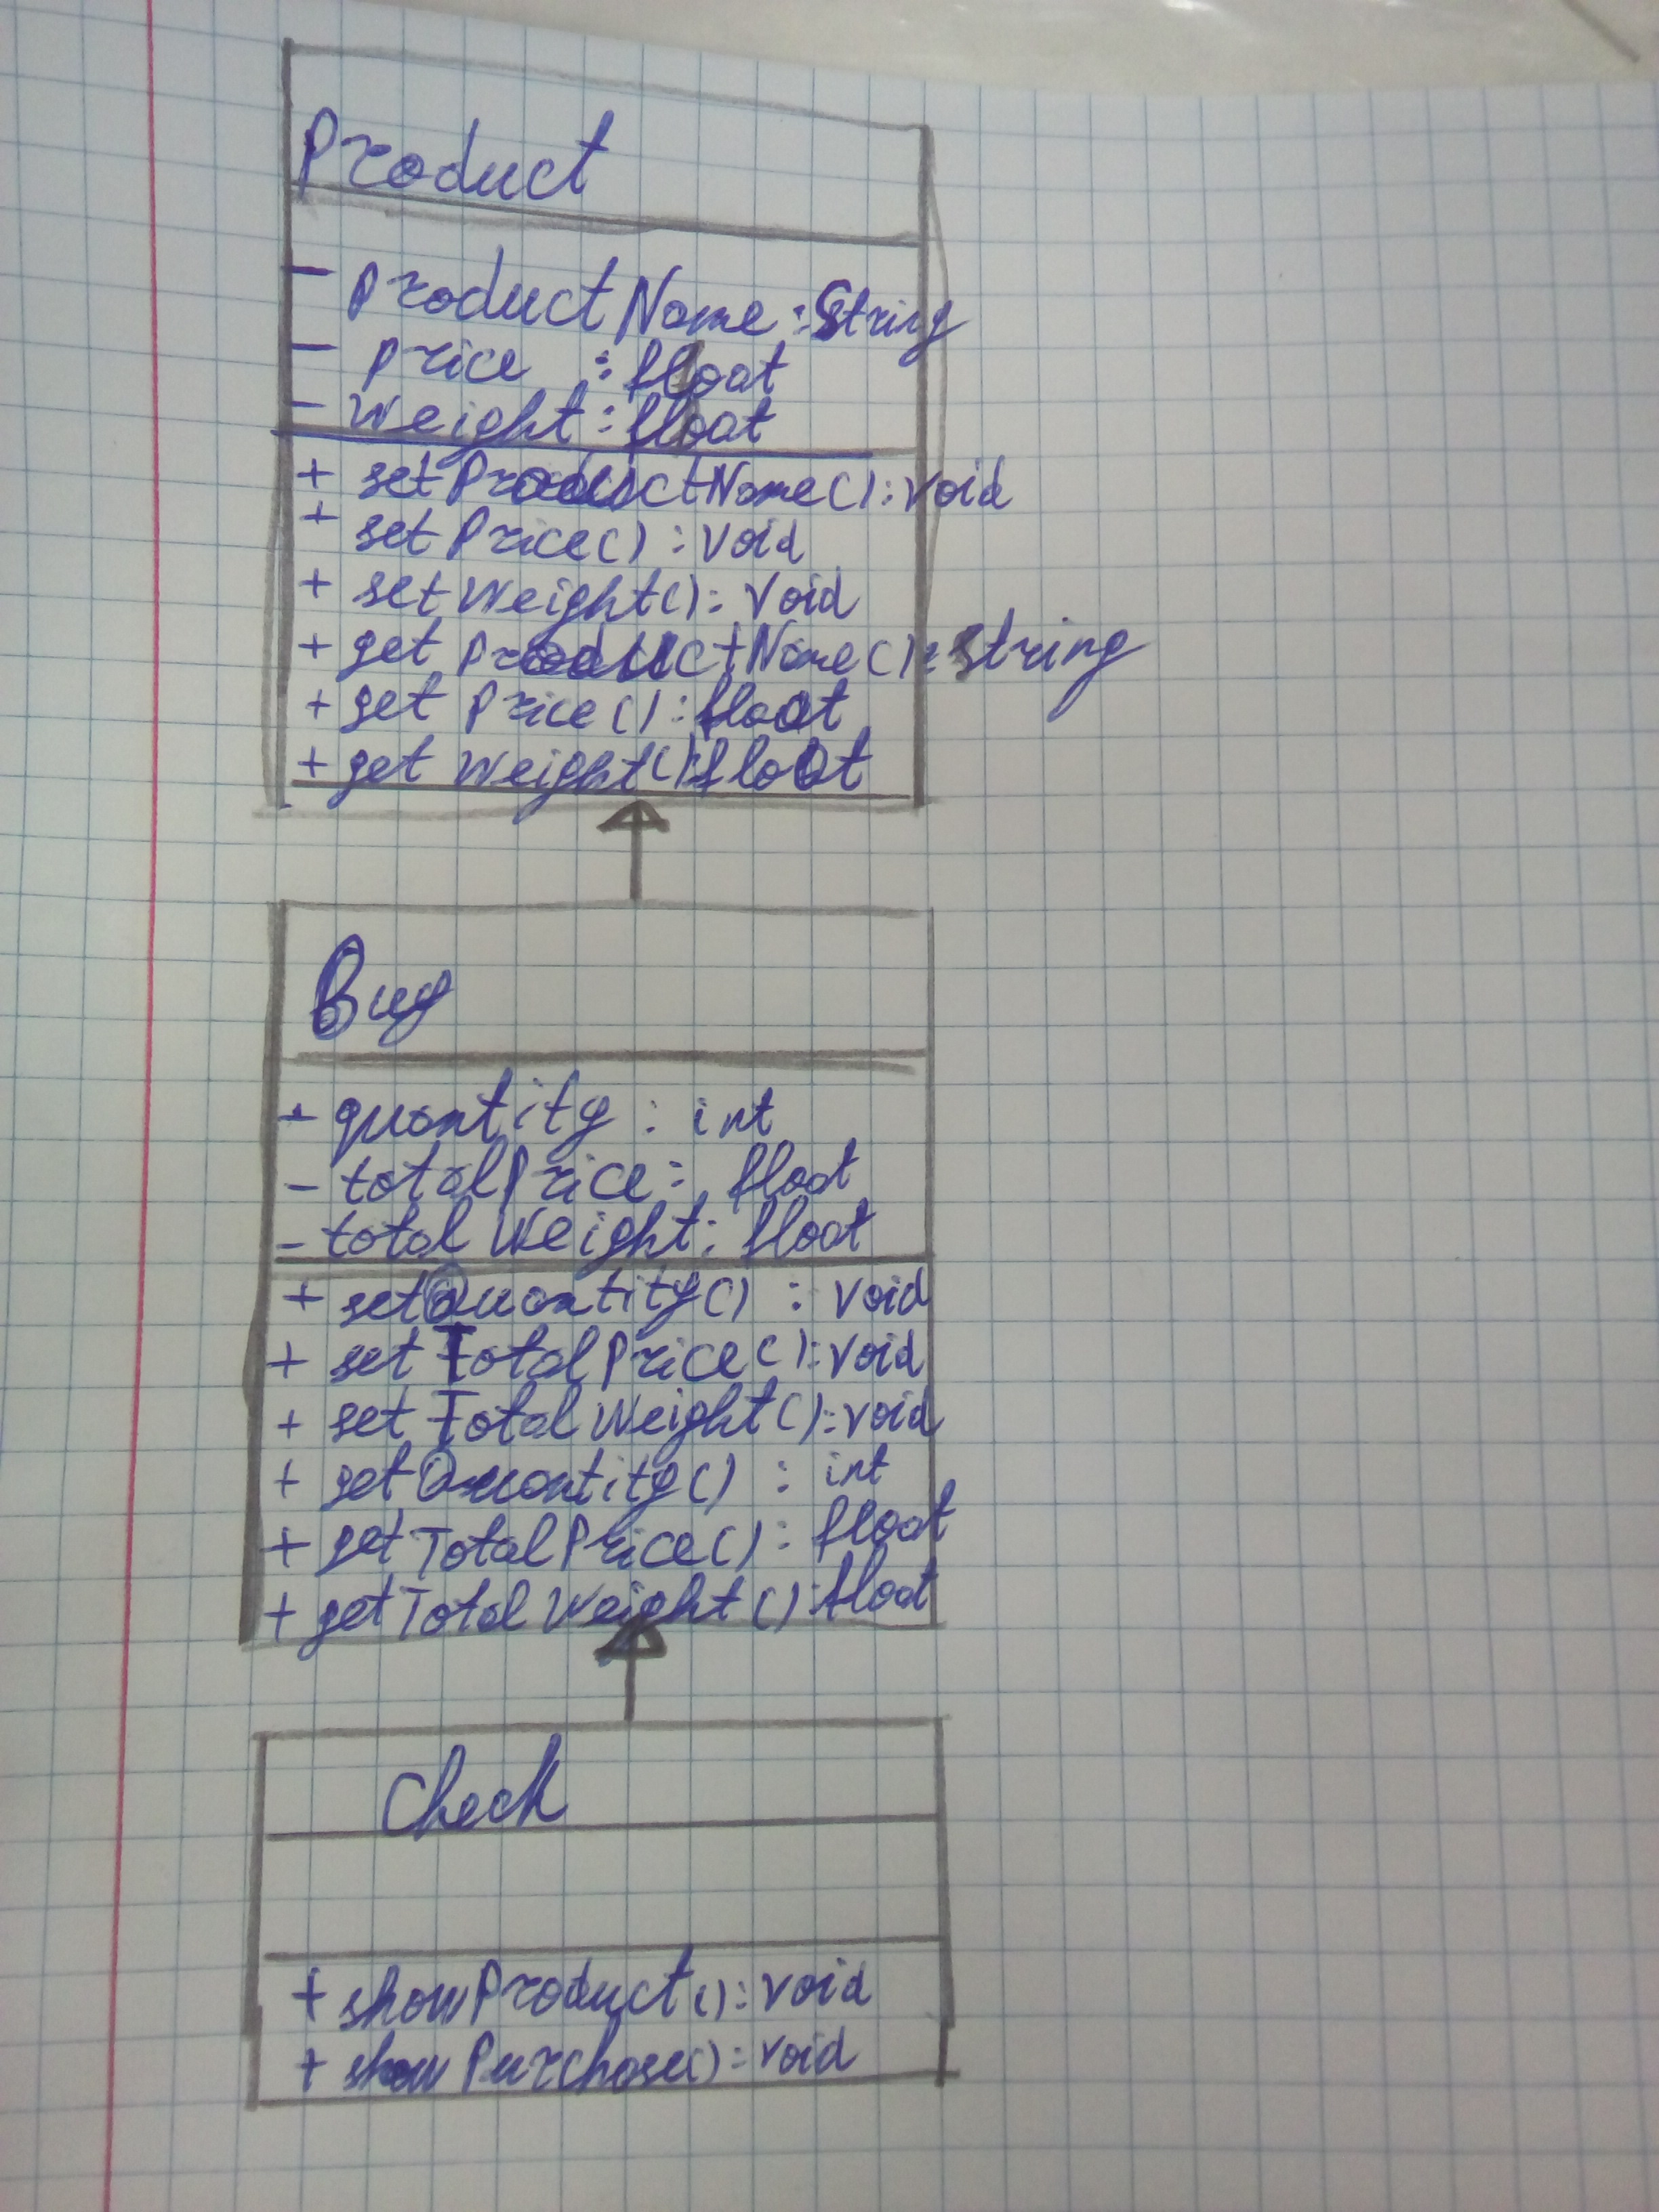 Product
- productName : String
- price : float
- weight : float
+ setProductName() : void
+ setPrice() : void
+ setWeight() : void
+ getProductName() : String
+ getPrice() : float
+ getWeight() : float
Buy
- quantity : int
- totalPrice : float
- totalWeight : float
+ setQuantity() : void
+ setTotalPrice() : void
+ setTotalWeight() : void
+ getQuantity() : int
+ getTotalPrice() : float
+ getTotalWeight() : float
Check
+ showProduct() : void
+ showPurchase() : void